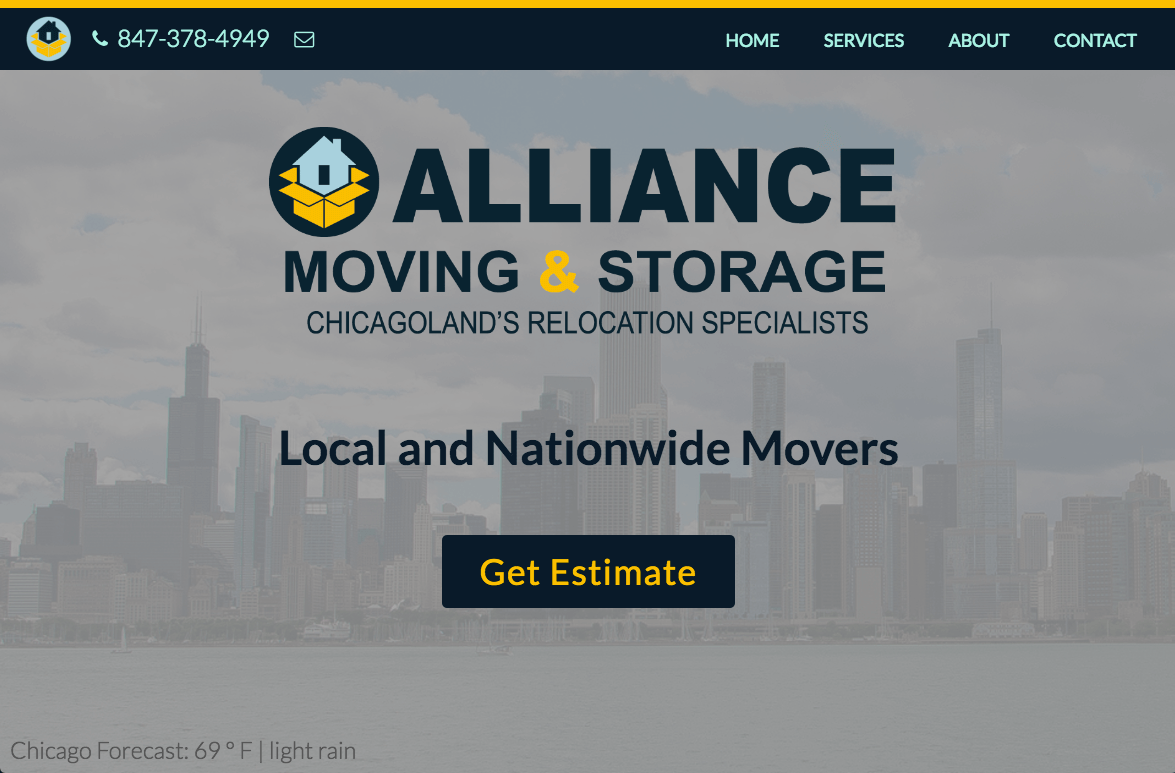 847-378-4949
HOME SERVICES ABOUT CONTACT
ALLIANCE
MOVING & STORAGE
CHICAGOLAND'S RELOCATION SPECIALISTS
Local and Nationwide Movers
Get Estimate
Chicago Forecast: 69 ° F | light rain